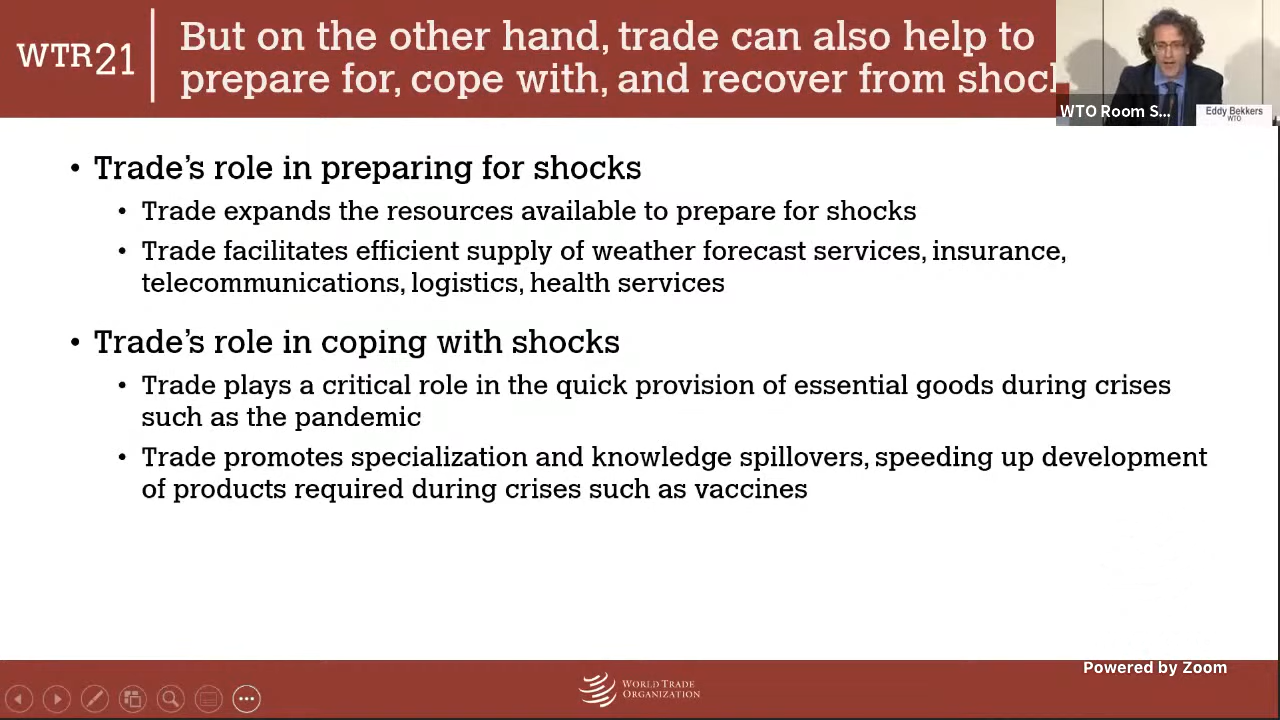 WTR21
But on the other hand, trade can also help to
prepare for, cope with, and recover from shoc
WTO Room S...
Eddy Bekkers
WTO
• Trade's role in preparing for shocks
• Trade expands the resources available to prepare for shocks
• Trade facilitates efficient supply of weather forecast services, insurance,
telecommunications, logistics, health services
• Trade's role in coping with shocks
• Trade plays a critical role in the quick provision of essential goods during crises
such as the pandemic
• Trade promotes specialization and knowledge spillovers, speeding up development
of products required during crises such as vaccines
Powered by Zoom
WORLD TRADE
ORGANIZATION